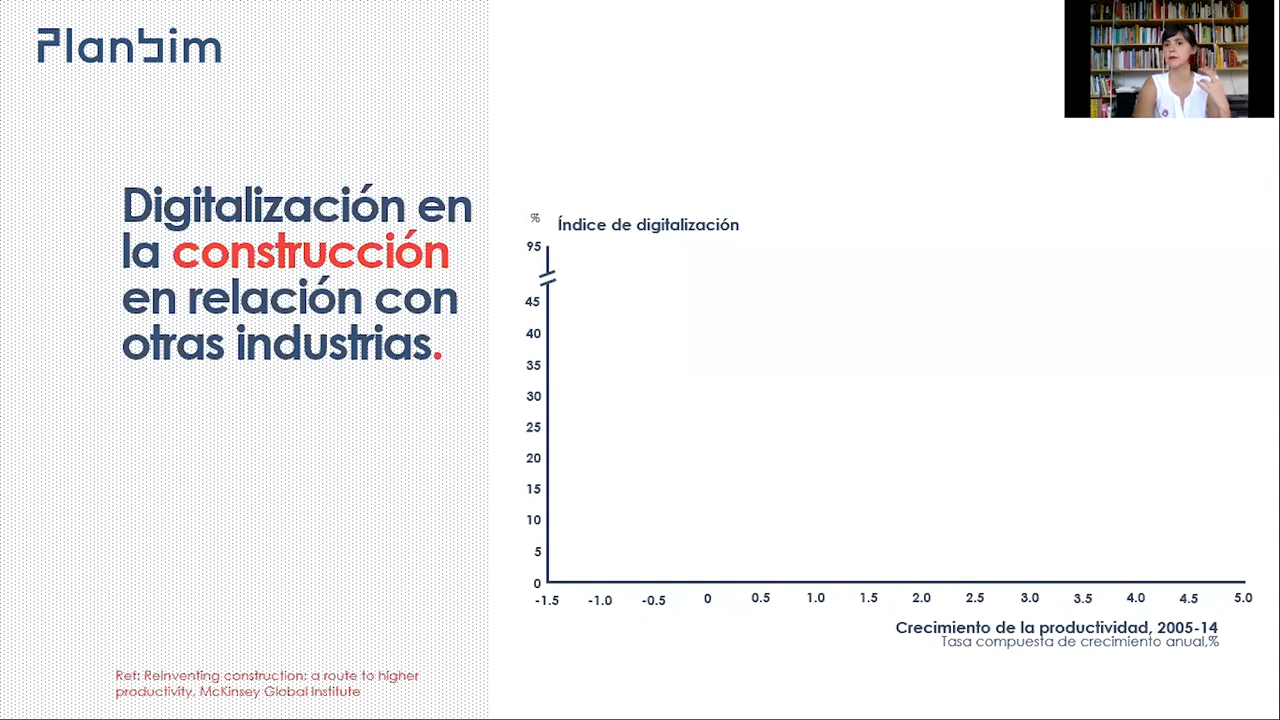 Planbim
Digitalización en
la construcción
en relación con
otras industrias.
% Índice de digitalización
95
45
40
35
30
25
20
15
10
5
0
-1.5 -1.0 -0.5 0 0.5 1.0 1.5 2.0 2.5 3.0 3.5 4.0 4.5 5.0
Crecimiento de la productividad, 2005-14
Tasa compuesta de crecimiento anual,%
Ref: Reinventing construction: a route to higher
productivity, McKinsey Global Institute